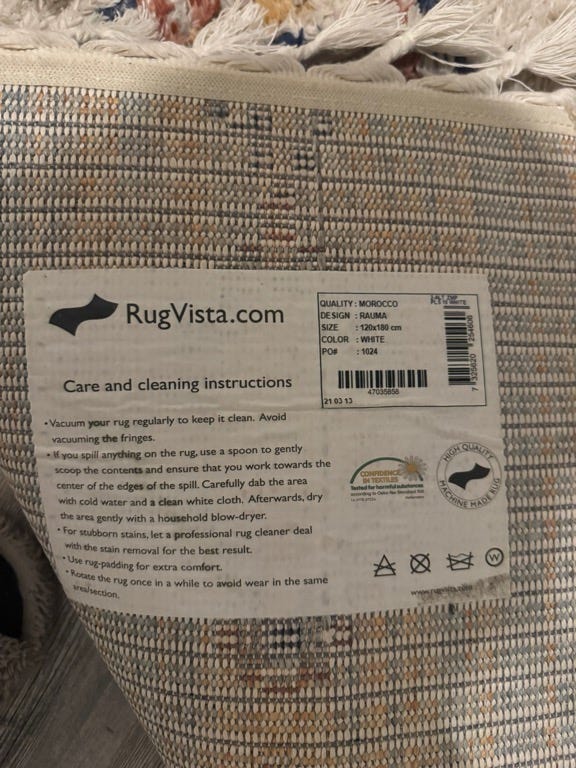 RugVista.com
Care and cleaning instructions
• Vacuum your rug regularly to keep it clean. Avoid
vacuuming the fringes.
• If you spill anything on the rug, use a spoon to gently
scoop the contents and ensure that you work towards the
center of the edges of the spill. Carefully dab the area
with cold water and a clean white cloth. Afterwards, dry
the area gently with a household blow-dryer.
• For stubborn stains, let a professional rug cleaner deal
with the stain removal for the best result.
• Use rug-padding for extra comfort.
• Rotate the rug once in a while to avoid wear in the same
area/section.
QUALITY : MOROCCO
DESIGN : RAUMA
SIZE : 120x180 cm
COLOR : WHITE
PO# : 1024
47035858
21 03 13
CONFIDENCE
IN TEXTILES
Tested for harmful substances
according to Oeko-Tex Standard 100
HIGH QUALITY
MACHINE MADE RUG
W
www.rugvista.com